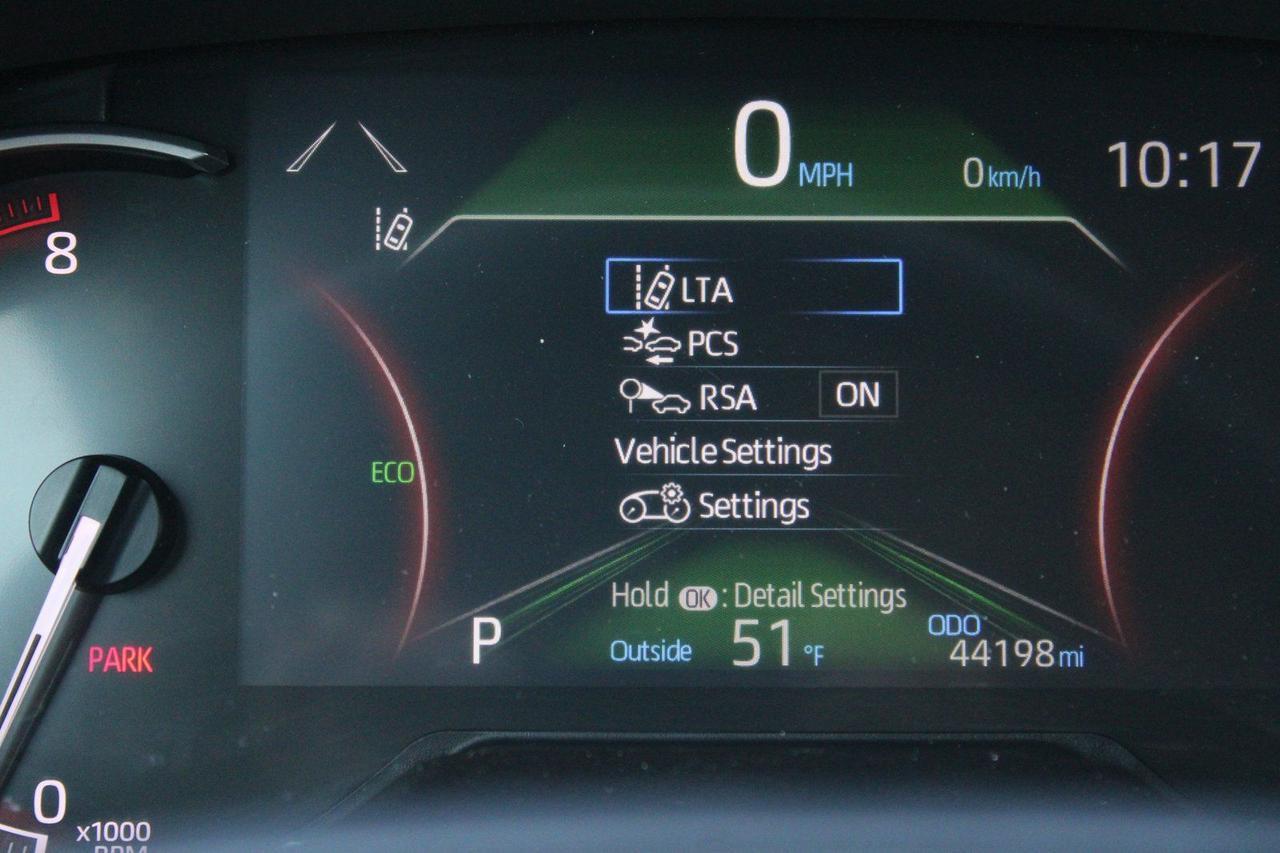 0 MPH 0 km/h 10:17
8
LTA
PCS
RSA ON
Vehicle Settings
ECO
Settings
Hold OK : Detail Settings
P Outside 51 °F
ODO
44198 mi
PARK
0
x1000
RPM